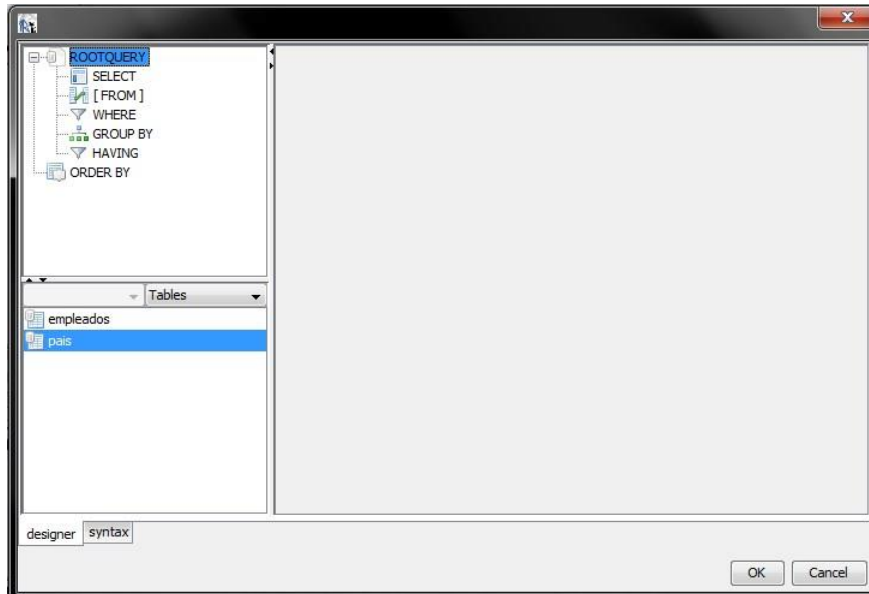 ROOTQUERY
SELECT
[ FROM ]
WHERE
GROUP BY
HAVING
ORDER BY
Tables
empleados
pais
designer
syntax
OK
Cancel